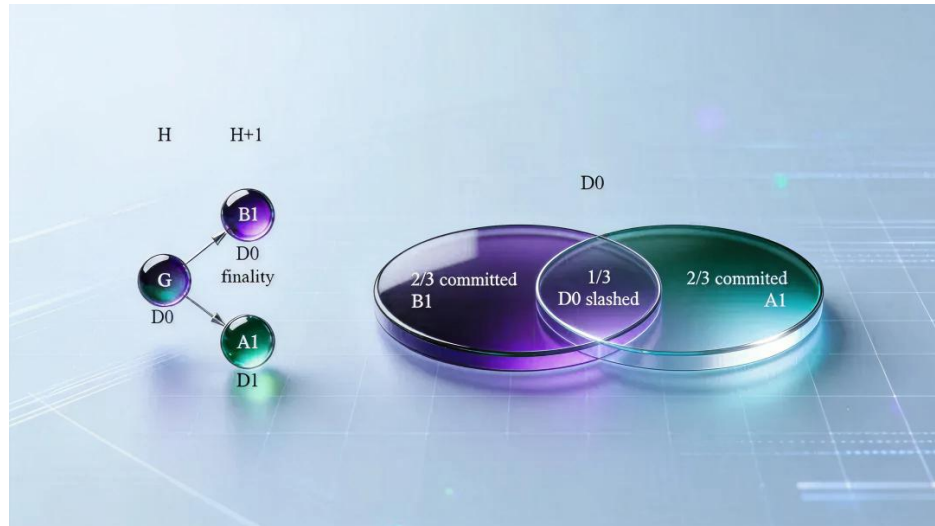 H
H+1
B1
D0
finality
G
D0
A1
D1
D0
2/3 committed
B1
1/3
D0 slashed
2/3 commited
A1